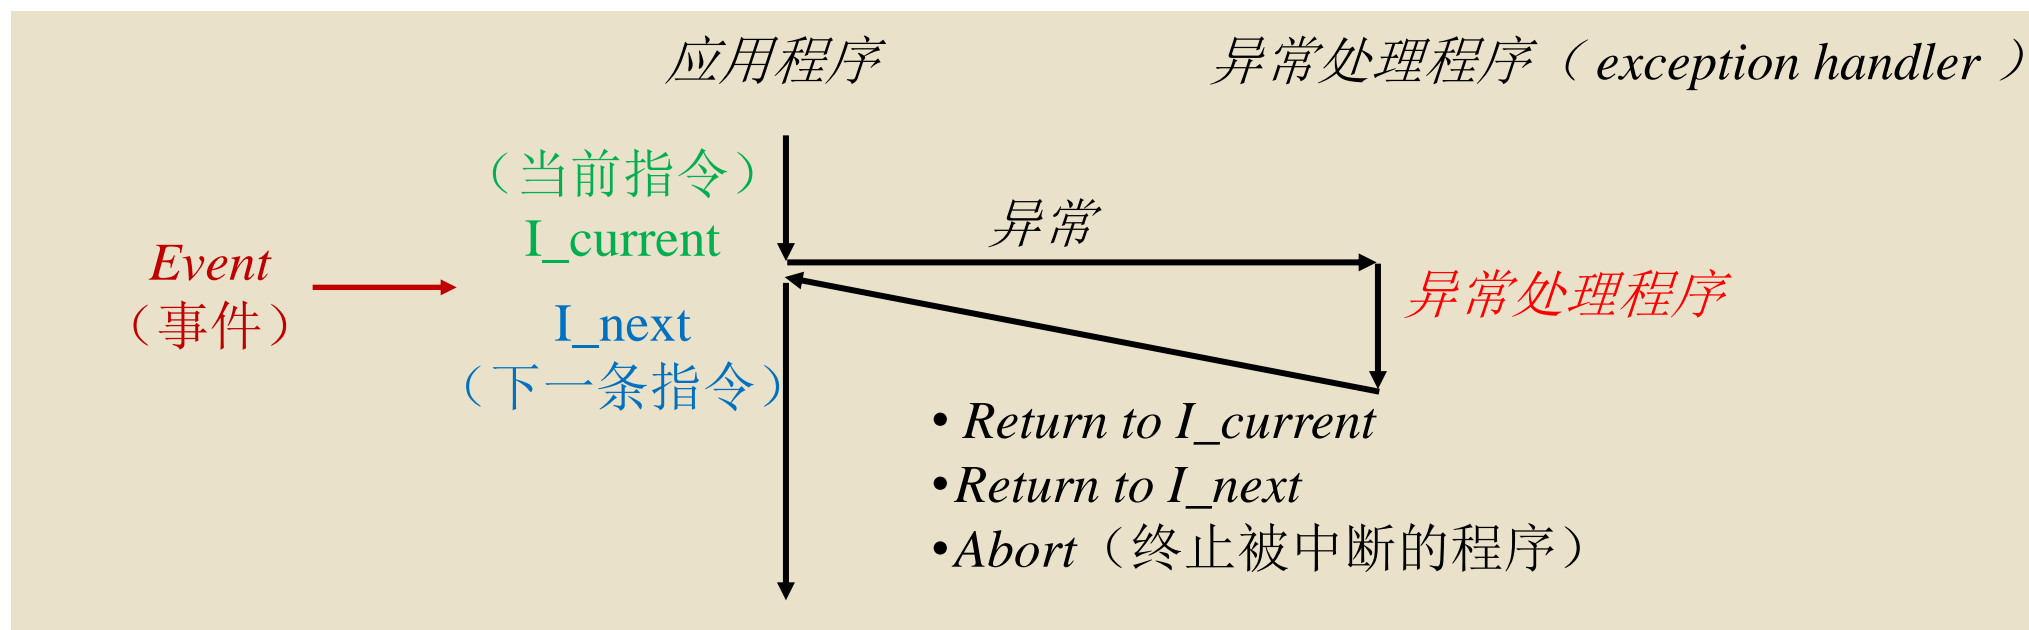 应用程序
异常处理程序（exception handler）
（当前指令）
I_current
异常
Event
（事件）
异常处理程序
I_next
（下一条指令）
• Return to I_current
•Return to I_next
•Abort（终止被中断的程序）